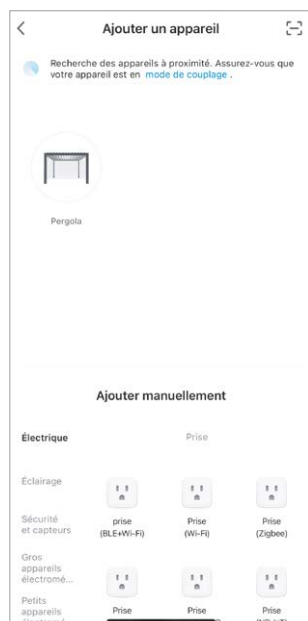 Ajouter un appareil
Recherche des appareils à proximité. Assurez-vous que
votre appareil est en mode de couplage .
Pergola
Ajouter manuellement
Électrique
Prise
Éclairage
Sécurité
et capteurs
prise
(BLE+Wi-Fi)
Prise
(Wi-Fi)
Prise
(Zigbee)
Gros
appareils
électromé...
Petits
appareils
Prise
Prise
Prise